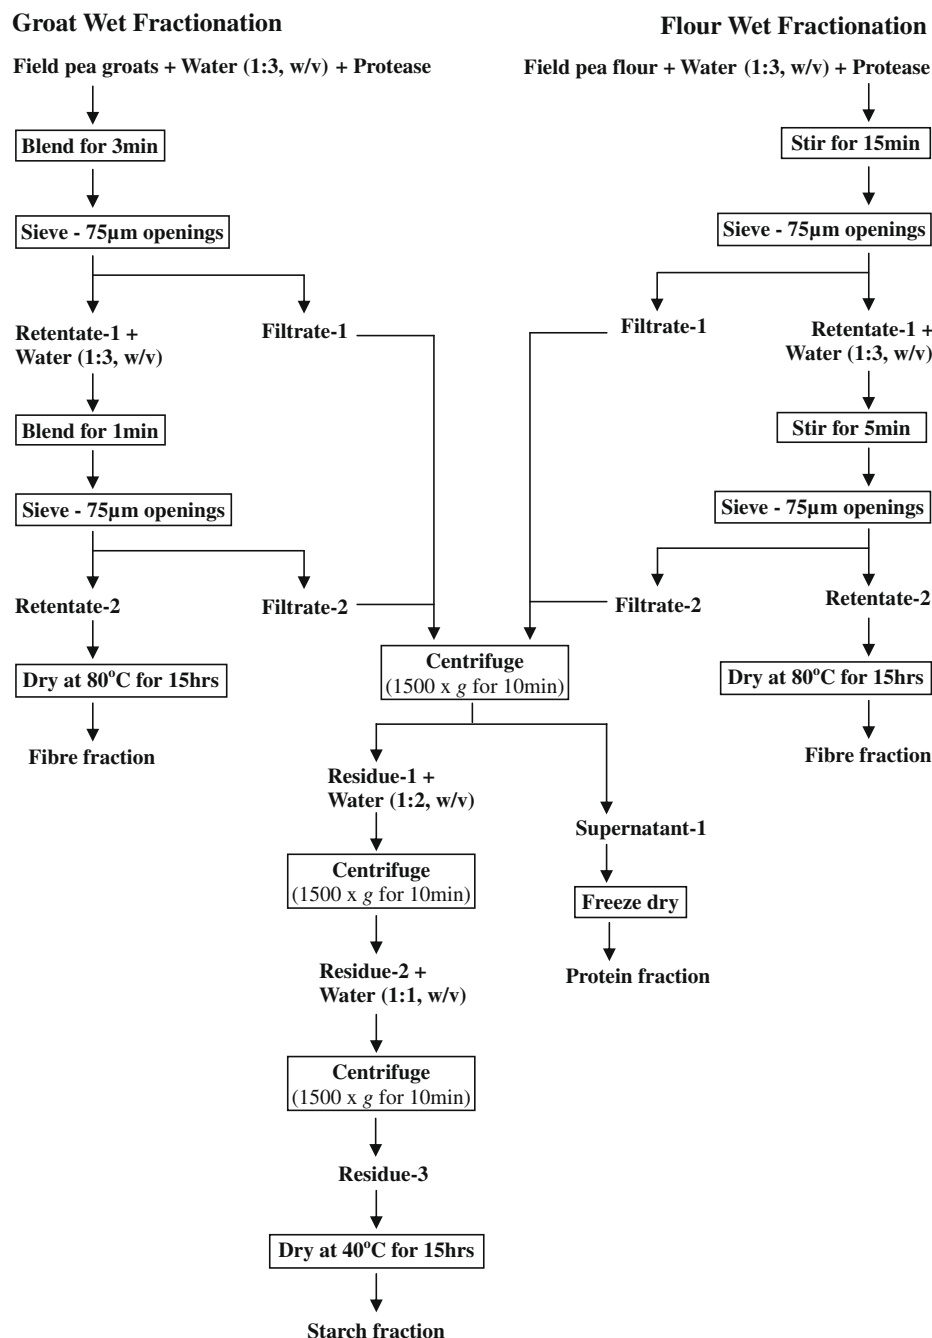 Groat Wet Fractionation
Field pea groats + Water (1:3, w/v) + Protease
Blend for 3min
Sieve - 75µm openings
Retentate-1 +
Water (1:3, w/v)
Filtrate-1
Blend for 1min
Sieve - 75µm openings
Retentate-2
Filtrate-2
Dry at 80°C for 15hrs
Fibre fraction
Flour Wet Fractionation
Field pea flour + Water (1:3, w/v) + Protease
Stir for 15min
Sieve - 75µm openings
Filtrate-1
Retentate-1 +
Water (1:3, w/v)
Stir for 5min
Sieve - 75µm openings
Filtrate-2
Retentate-2
Dry at 80°C for 15hrs
Fibre fraction
Centrifuge
(1500 x g for 10min)
Residue-1 +
Water (1:2, w/v)
Supernatant-1
Centrifuge
(1500 x g for 10min)
Freeze dry
Residue-2 +
Water (1:1, w/v)
Protein fraction
Centrifuge
(1500 x g for 10min)
Residue-3
Dry at 40°C for 15hrs
Starch fraction